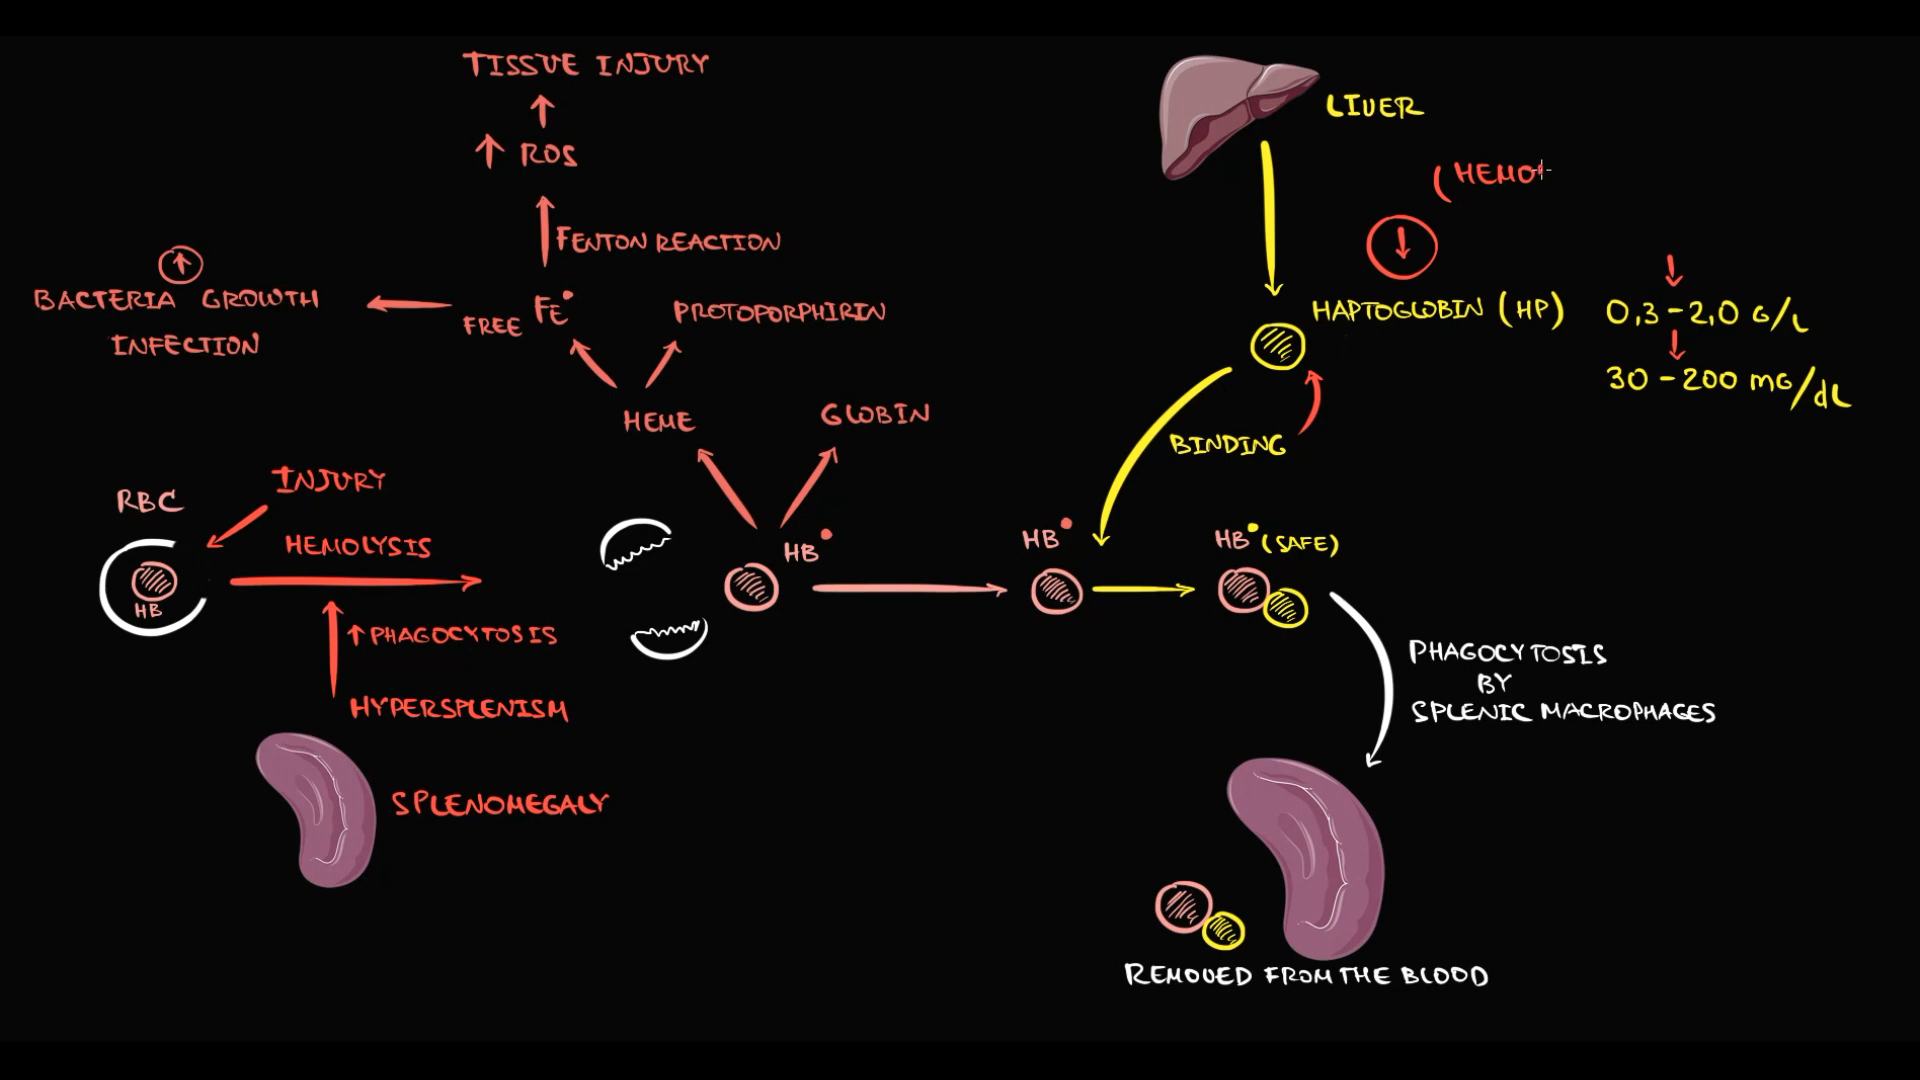 TISSUE INJURY
↑ ROS
FENTON REACTION
↑
BACTERIA GROWTH
INFECTION
FREE FE•
PROTOPORPHIRIN
HEME
GLOBIN
INJURY
RBC
HEMOLYSIS
HB
↑ PHAGOCYTOSIS
HYPERSPLENISM
SPLENOMEGALY
HB•
LIVER
(HEMO
↓
HAPTOGLOBIN (HP)
↓
0,3 – 2,0 G/L
↓
30 – 200 mG/dL
BINDING
HB•
HB• (SAFE)
PHAGOCYTOSIS
BY
SPLENIC MACROPHAGES
REMOVED FROM THE BLOOD